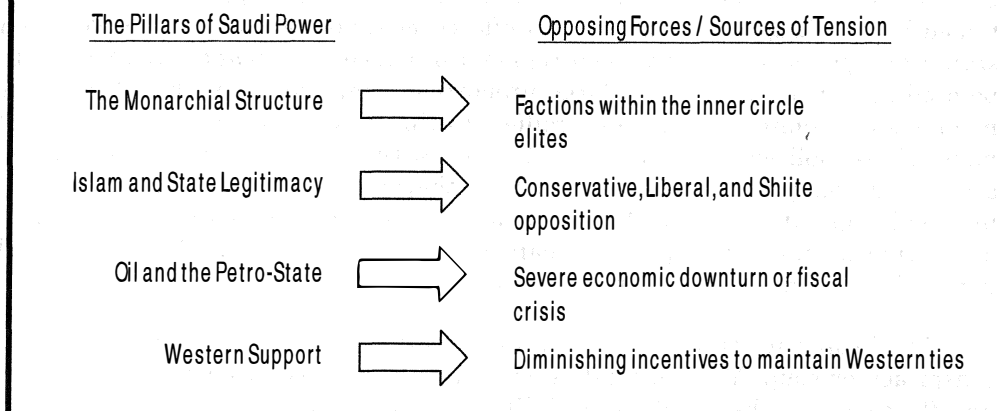 The Pillars of Saudi Power
Opposing Forces / Sources of Tension
The Monarchial Structure
Factions within the inner circle
elites
Islam and State Legitimacy
Conservative, Liberal, and Shiite
opposition
Oil and the Petro-State
Severe economic downturn or fiscal
crisis
Western Support
Diminishing incentives to maintain Western ties